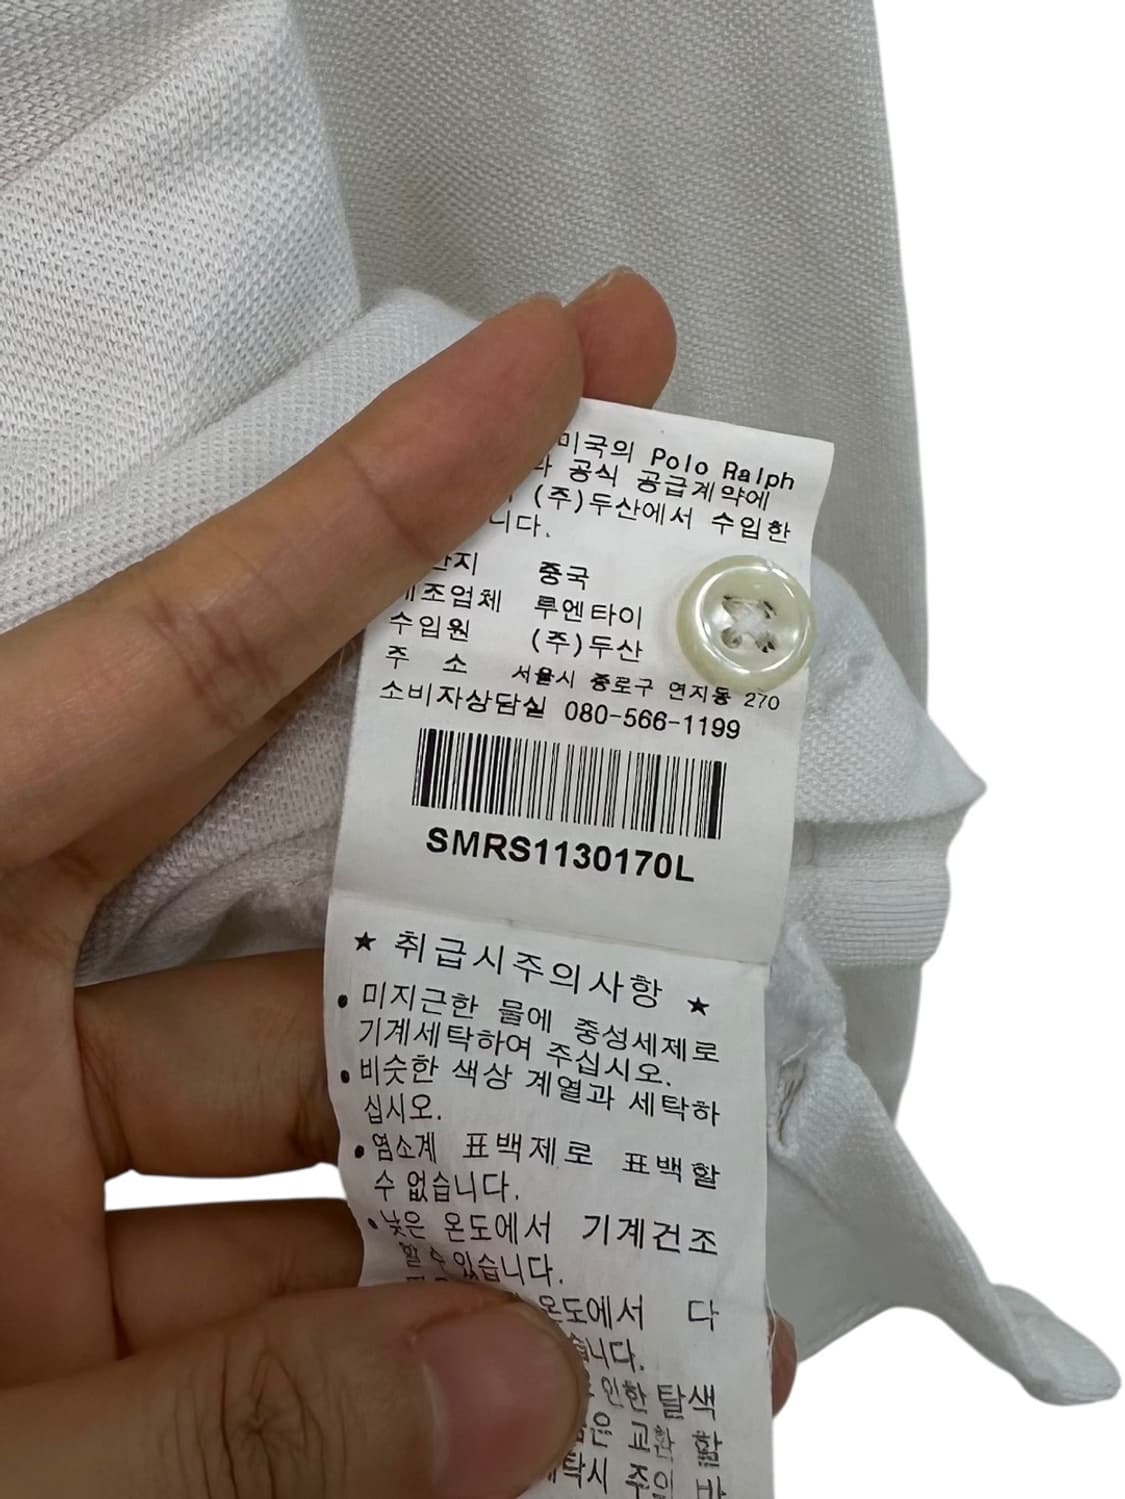 미국의 Polo Ralph
공식 공급계약에
(주)두산에서 수입한
니다.
중국
제조업체 루엔타이
수입원 (주)두산
주 소 서울시 종로구 연지동 270
소비자상담실 080-566-1199
SMRS1130170L
★ 취급시주의사항 ★
• 미지근한 물에 중성세제로
기계세탁하여 주십시오.
• 비슷한 색상 계열과 세탁하
십시오.
• 염소계 표백제로 표백할
수 없습니다.
• 낮은 온도에서 기계건조
할 수 있습니다.
온도에서 다
습니다.
인한 탈색
은 교환 할
탁시 주의 바